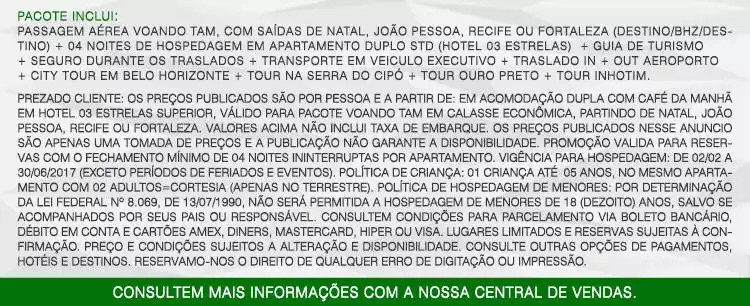 PACOTE INCLUI:
PASSAGEM AÉREA VOANDO TAM, COM SAÍDAS DE NATAL, JOÃO PESSOA, RECIFE OU FORTALEZA (DESTINO/BHZ/DES-
TINO) + 04 NOITES DE HOSPEDAGEM EM APARTAMENTO DUPLO STD (HOTEL 03 ESTRELAS) + GUIA DE TURISMO
+ SEGURO DURANTE OS TRASLADOS + TRANSPORTE EM VEICULO EXECUTIVO + TRASLADO IN + OUT AEROPORTO
+ CITY TOUR EM BELO HORIZONTE + TOUR NA SERRA DO CIPÓ + TOUR OURO PRETO + TOUR INHOTIM.
PREZADO CLIENTE: OS PREÇOS PUBLICADOS SÃO POR PESSOA E A PARTIR DE: EM ACOMODAÇÃO DUPLA COM CAFÉ DA MANHÃ
EM HOTEL 03 ESTRELAS SUPERIOR, VÁLIDO PARA PACOTE VOANDO TAM EM CALASSE ECONÔMICA, PARTINDO DE NATAL, JOÃO
PESSOA, RECIFE OU FORTALEZA. VALORES ACIMA NÃO INCLUI TAXA DE EMBARQUE. OS PREÇOS PUBLICADOS NESSE ANUNCIO
SÃO APENAS UMA TOMADA DE PREÇOS E A PUBLICAÇÃO NÃO GARANTE A DISPONIBILIDADE. PROMOÇÃO VALIDA PARA RESER-
VAS COM O FECHAMENTO MÍNIMO DE 04 NOITES ININTERRUPTAS POR APARTAMENTO. VIGÊNCIA PARA HOSPEDAGEM: DE 02/02 A
30/06/2017 (EXCETO PERÍODOS DE FERIADOS E EVENTOS). POLÍTICA DE CRIANÇA: 01 CRIANÇA ATÉ 05 ANOS, NO MESMO APARTA-
MENTO COM 02 ADULTOS=CORTESIA (APENAS NO TERRESTRE). POLÍTICA DE HOSPEDAGEM DE MENORES: POR DETERMINAÇÃO
DA LEI FEDERAL Nº 8.069, DE 13/07/1990, NÃO SERÁ PERMITIDA A HOSPEDAGEM DE MENORES DE 18 (DEZOITO) ANOS, SALVO SE
ACOMPANHADOS POR SEUS PAIS OU RESPONSÁVEL. CONSULTEM CONDIÇÕES PARA PARCELAMENTO VIA BOLETO BANCÁRIO,
DÉBITO EM CONTA E CARTÕES AMEX, DINERS, MASTERCARD, HIPER OU VISA. LUGARES LIMITADOS E RESERVAS SUJEITAS À CON-
FIRMAÇÃO. PREÇO E CONDIÇÕES SUJEITOS A ALTERAÇÃO E DISPONIBILIDADE. CONSULTE OUTRAS OPÇÕES DE PAGAMENTOS,
HOTÉIS E DESTINOS. RESERVAMO-NOS O DIREITO DE QUALQUER ERRO DE DIGITAÇÃO OU IMPRESSÃO.
CONSULTEM MAIS INFORMAÇÕES COM A NOSSA CENTRAL DE VENDAS.